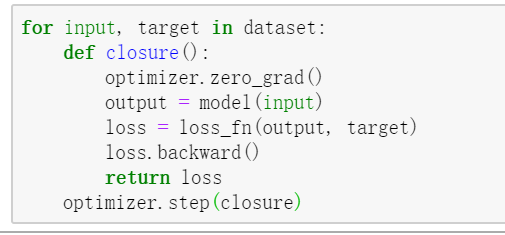 for input, target in dataset:
    def closure():
        optimizer.zero_grad()
        output = model(input)
        loss = loss_fn(output, target)
        loss.backward()
        return loss
    optimizer.step(closure)